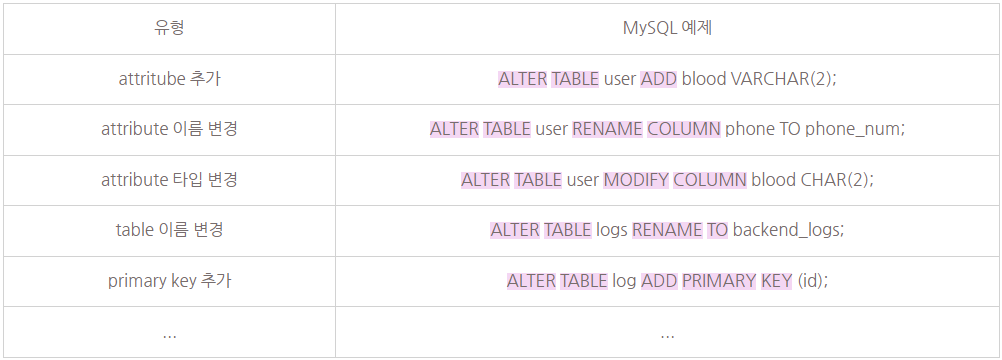 유형 MySQL 예제
attritube 추가 ALTER TABLE user ADD blood VARCHAR(2);
attribute 이름 변경 ALTER TABLE user RENAME COLUMN phone TO phone_num;
attribute 타입 변경 ALTER TABLE user MODIFY COLUMN blood CHAR(2);
table 이름 변경 ALTER TABLE logs RENAME TO backend_logs;
primary key 추가 ALTER TABLE log ADD PRIMARY KEY (id);
... ...